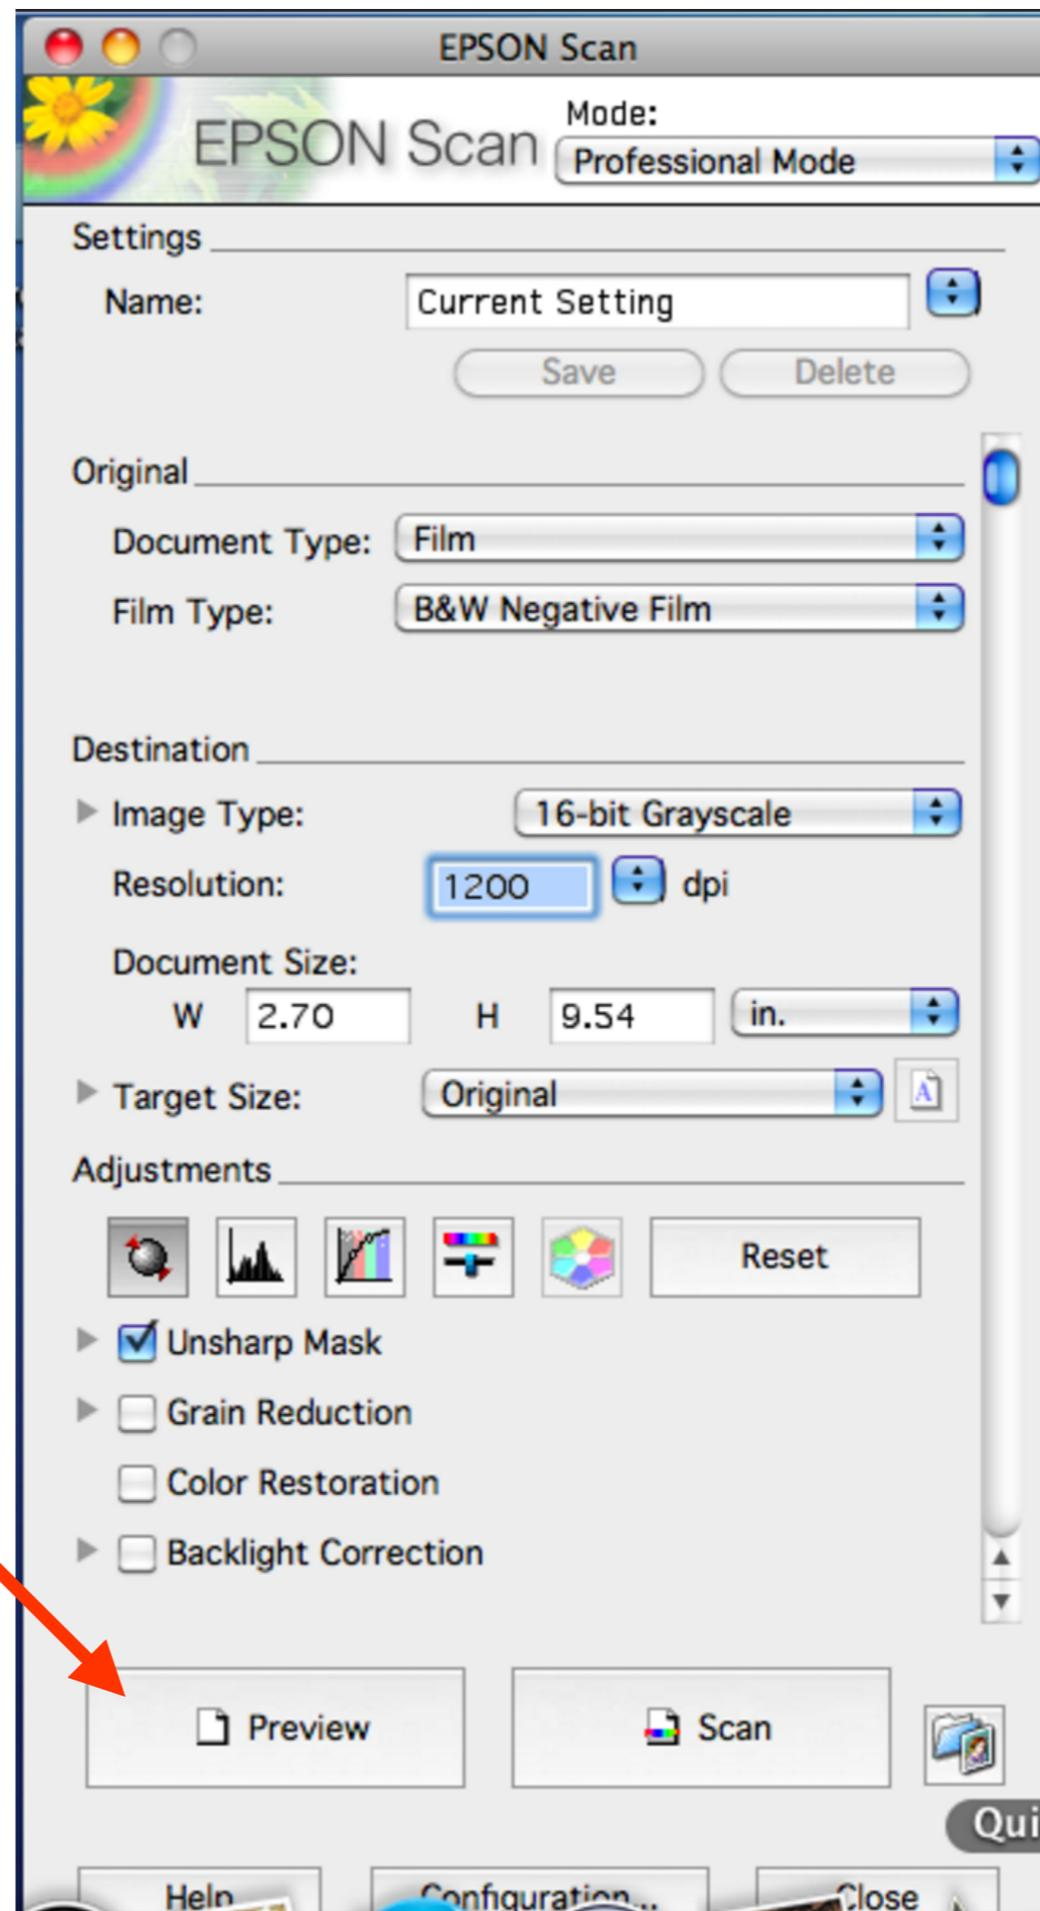 EPSON Scan
EPSON Scan
Mode:
Professional Mode
Settings
Name: Current Setting
Save Delete
Original
Document Type: Film
Film Type: B&W Negative Film
Destination
Image Type: 16-bit Grayscale
Resolution: 1200 dpi
Document Size:
W 2.70 H 9.54 in.
Target Size: Original A
Adjustments
Reset
Unsharp Mask
Grain Reduction
Color Restoration
Backlight Correction
Preview Scan
Qui
Help Configuration... Close